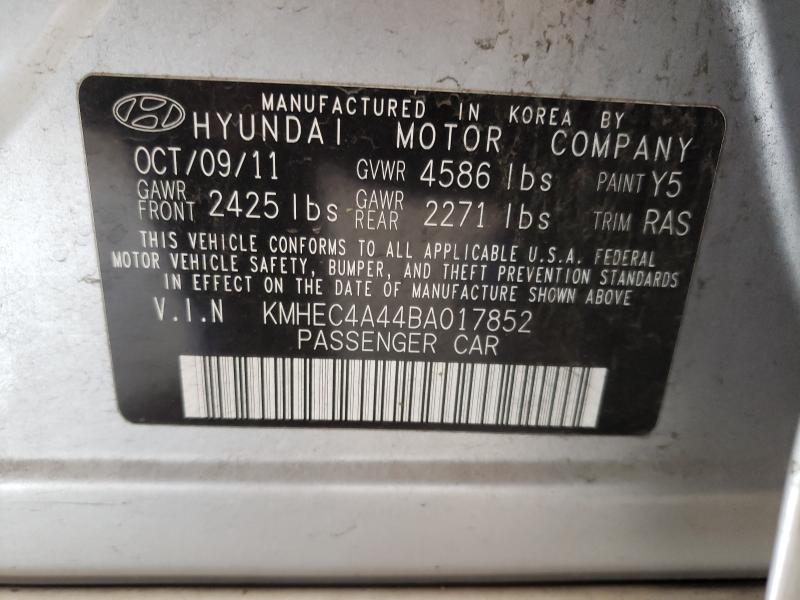 MANUFACTURED IN KOREA BY
HYUNDAI MOTOR COMPANY
OCT/09/11 GVWR 4586 lbs PAINT Y5
GAWR FRONT 2425 lbs GAWR REAR 2271 lbs TRIM RAS
THIS VEHICLE CONFORMS TO ALL APPLICABLE U.S.A. FEDERAL
MOTOR VEHICLE SAFETY, BUMPER, AND THEFT PREVENTION STANDARDS
IN EFFECT ON THE DATE OF MANUFACTURE SHOWN ABOVE
V.I.N KMHEC4A44BA017852
PASSENGER CAR